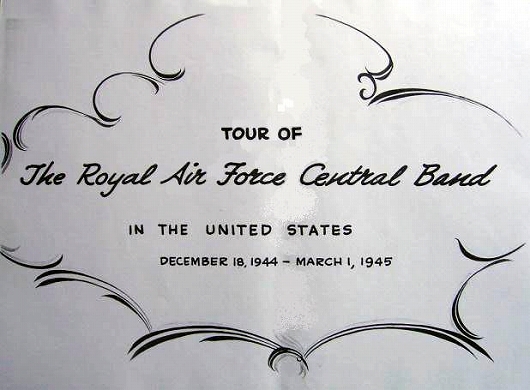 TOUR OF
The Royal Air Force Central Band
IN THE UNITED STATES
DECEMBER 18, 1944 – MARCH 1, 1945